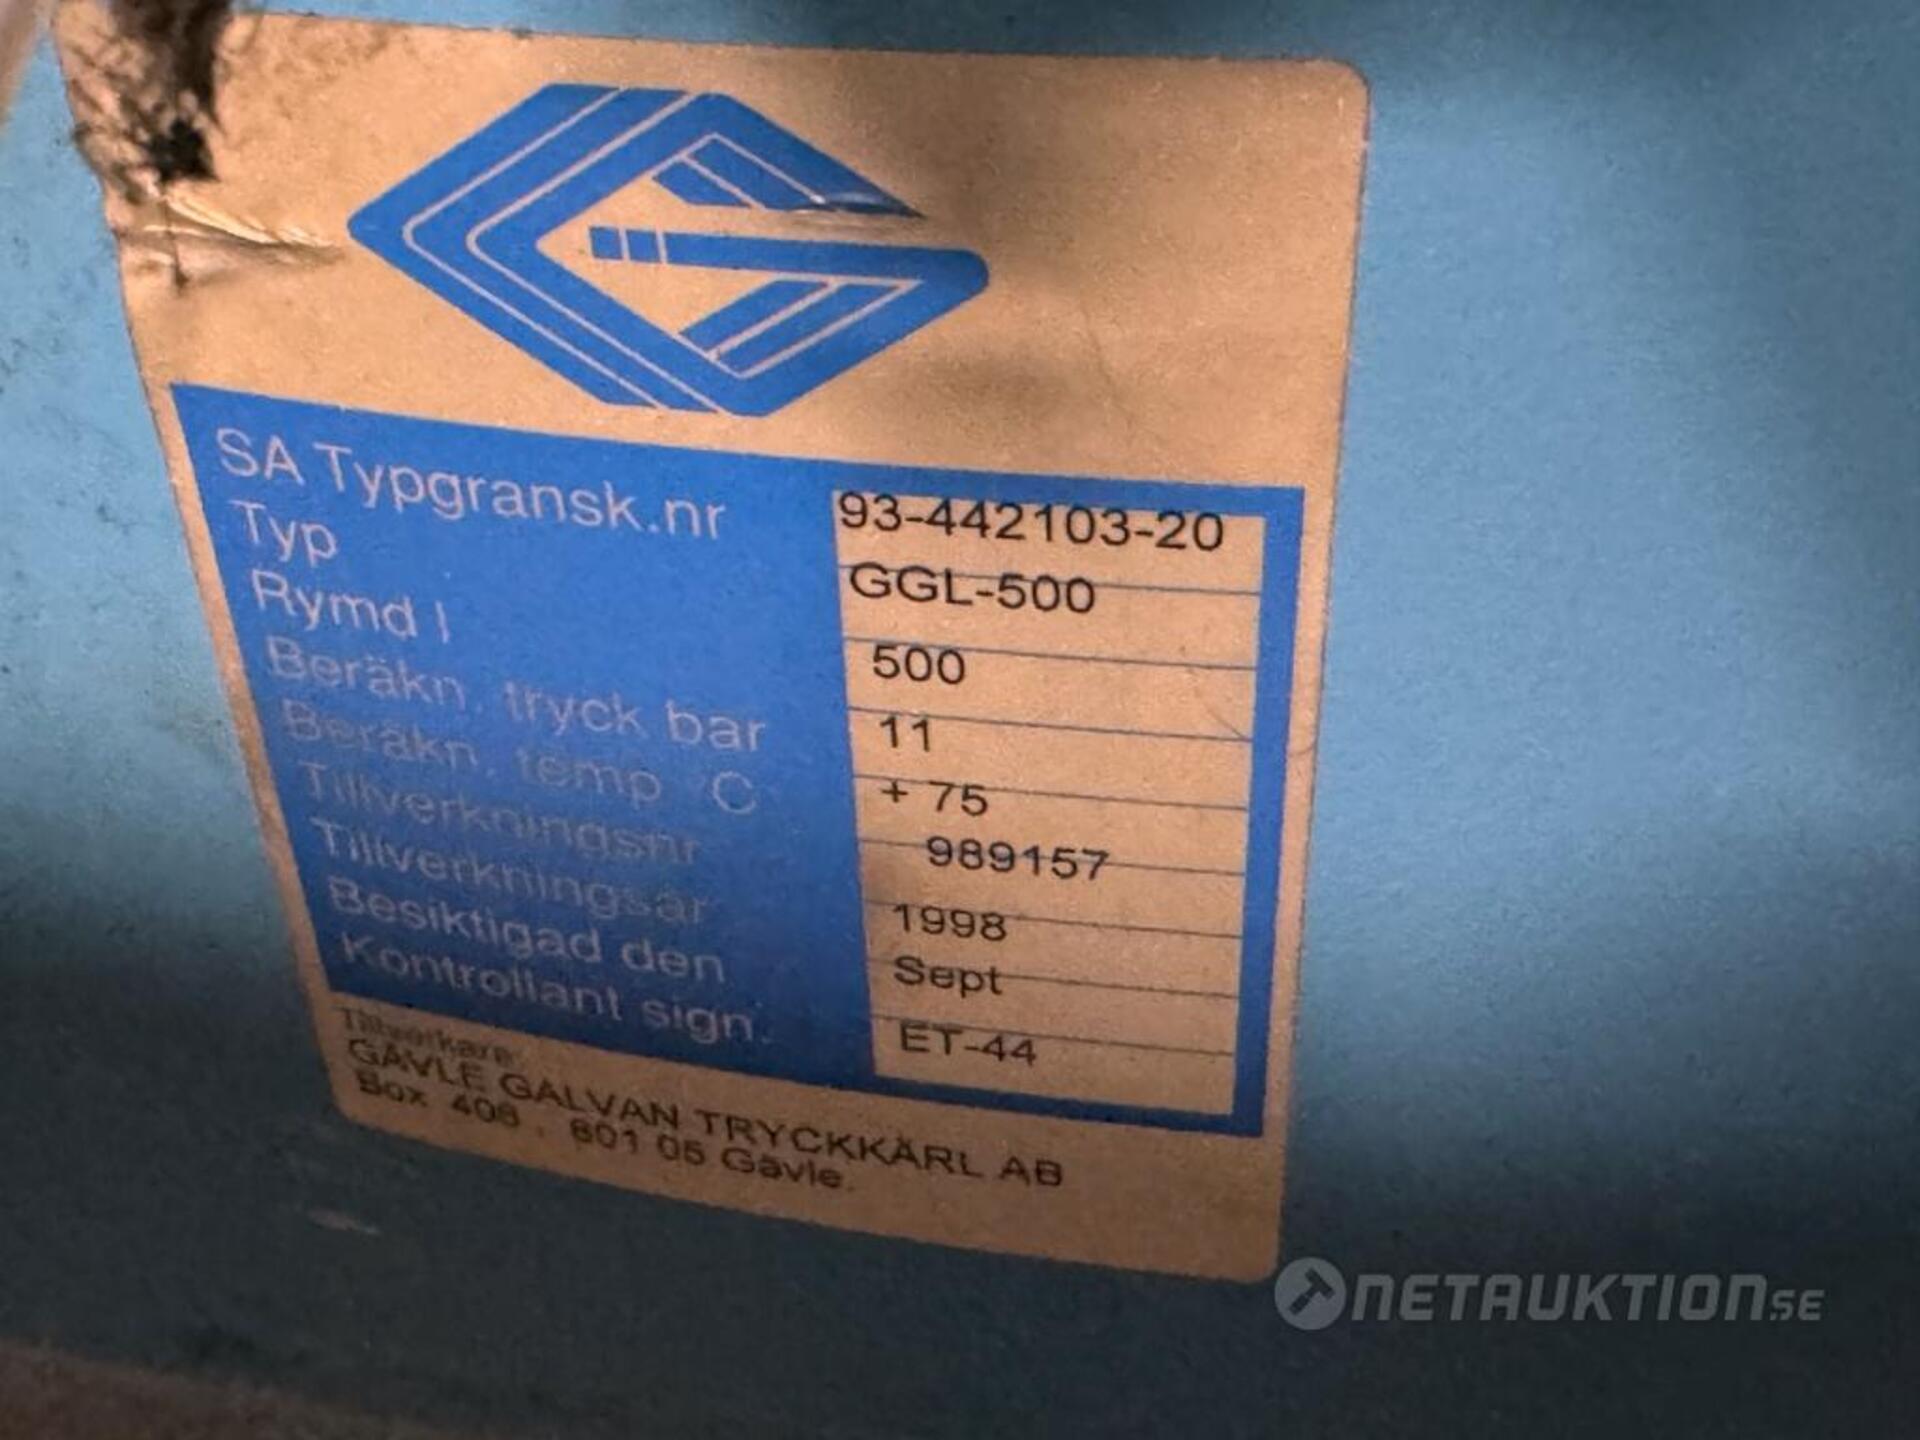 SA Typgransk.nr 93-442103-20
Typ GGL-500
Rymd l 500
Beräkn. tryck bar 11
Beräkn. temp °C + 75
Tillverkningsnr 989157
Tillverkningsår 1998
Besiktigad den Sept
Kontrollant sign. ET-44
Tillverkare:
GÄVLE GALVAN TRYCKKÄRL AB
Box 406 . 801 05 Gävle.
NETAUKTION.SE